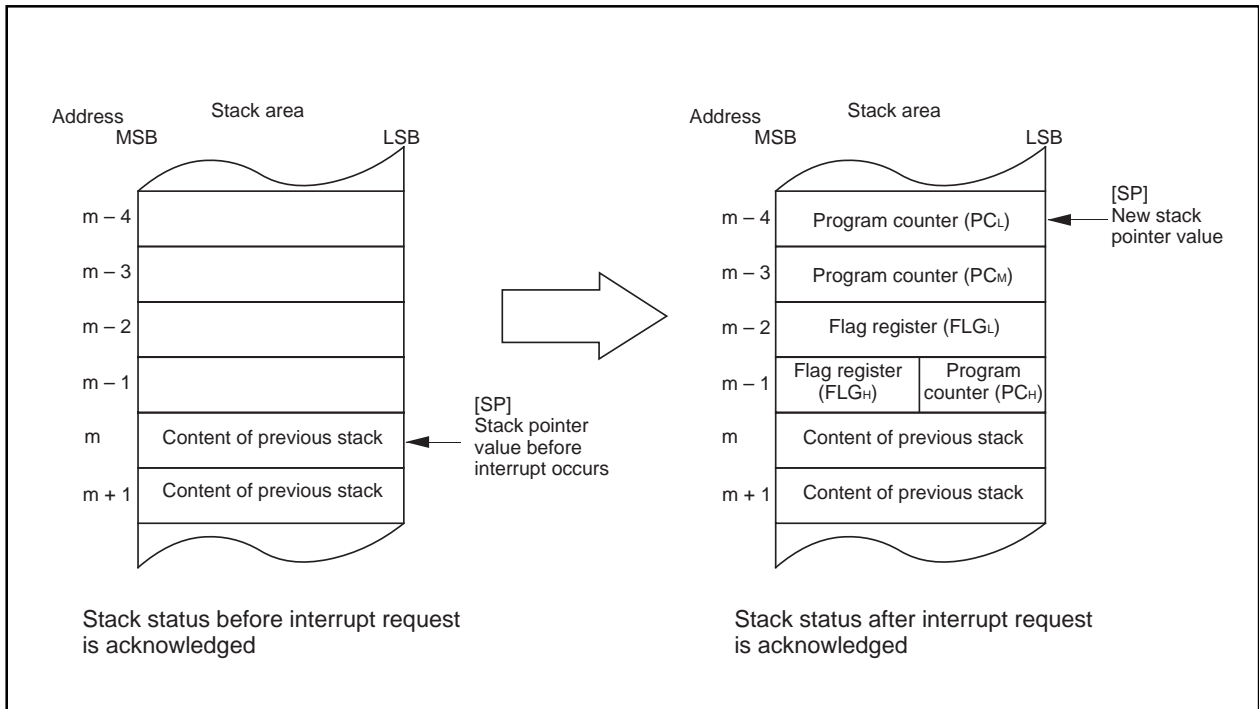 Address
Stack area
MSB
LSB
m – 4
m – 3
m – 2
m – 1
m
Content of previous stack
m + 1
Content of previous stack
[SP]
Stack pointer
value before
interrupt occurs
Stack status before interrupt request
is acknowledged
Address
Stack area
MSB
LSB
m – 4
Program counter (PCL)
m – 3
Program counter (PCM)
m – 2
Flag register (FLGL)
m – 1
Flag register
(FLGH)
Program
counter (PCH)
m
Content of previous stack
m + 1
Content of previous stack
[SP]
New stack
pointer value
Stack status after interrupt request
is acknowledged